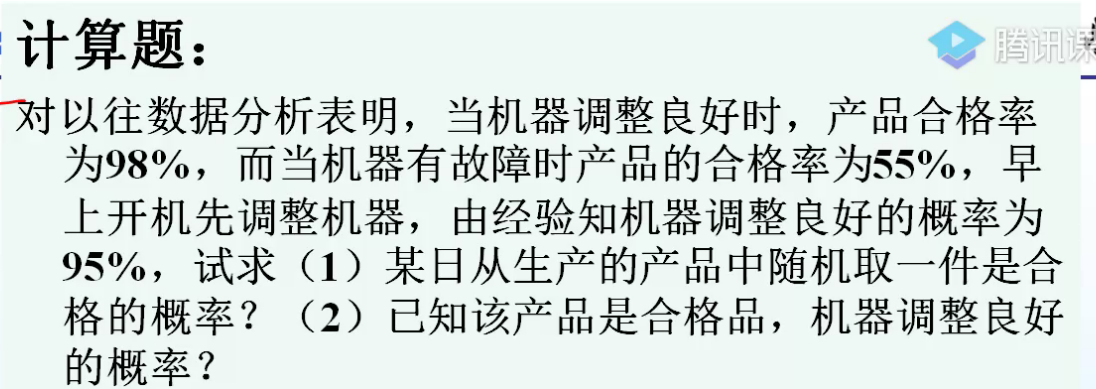 计算题：
腾讯课
对以往数据分析表明，当机器调整良好时，产品合格率
为98%，而当机器有故障时产品的合格率为55%，早
上开机先调整机器，由经验知机器调整良好的概率为
95%，试求（1）某日从生产的产品中随机取一件是合
格的概率？（2）已知该产品是合格品，机器调整良好
的概率？